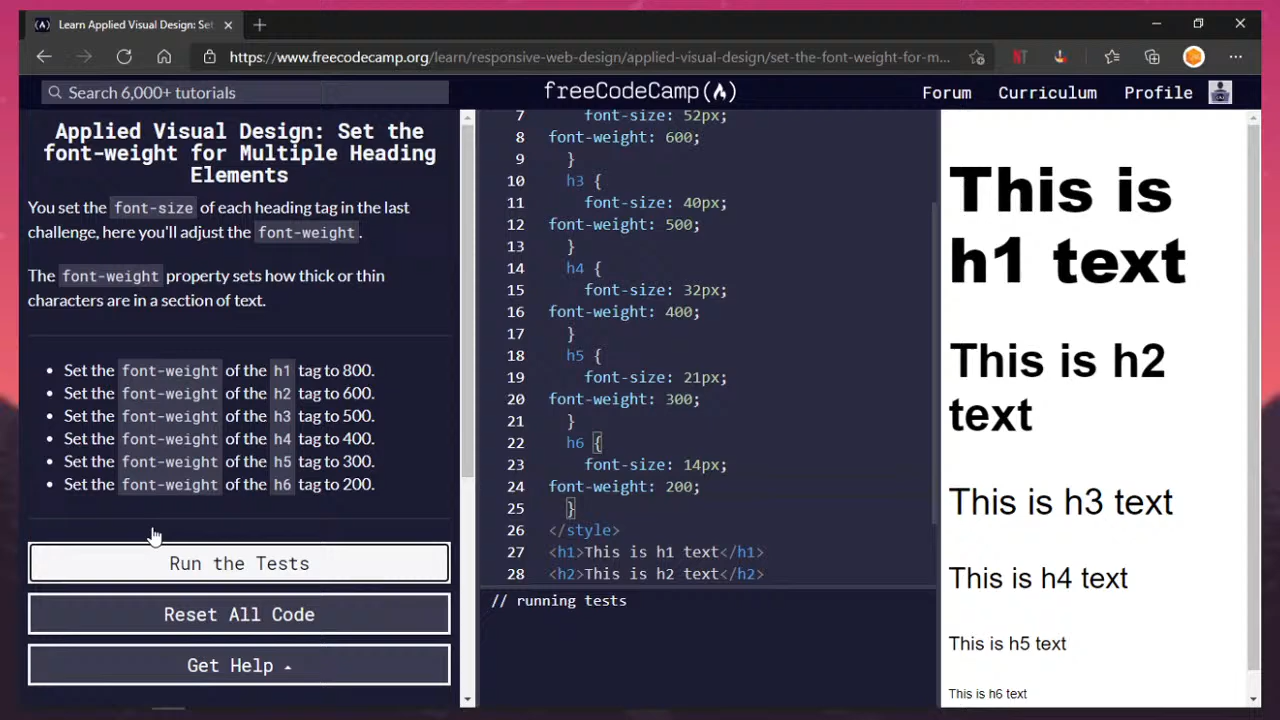 Learn Applied Visual Design: Set
https://www.freecodecamp.org/learn/responsive-web-design/applied-visual-design/set-the-font-weight-for-m...
Search 6,000+ tutorials
freeCodeCamp
Forum
Curriculum
Profile
Applied Visual Design: Set the
font-weight for Multiple Heading
Elements
You set the font-size of each heading tag in the last
challenge, here you'll adjust the font-weight.
The font-weight property sets how thick or thin
characters are in a section of text.
• Set the font-weight of the h1 tag to 800.
• Set the font-weight of the h2 tag to 600.
• Set the font-weight of the h3 tag to 500.
• Set the font-weight of the h4 tag to 400.
• Set the font-weight of the h5 tag to 300.
• Set the font-weight of the h6 tag to 200.
Run the Tests
Reset All Code
Get Help
7 font-size: 52px;
8 font-weight: 600;
9 }
10 h3 {
11 font-size: 40px;
12 font-weight: 500;
13 }
14 h4 {
15 font-size: 32px;
16 font-weight: 400;
17 }
18 h5 {
19 font-size: 21px;
20 font-weight: 300;
21 }
22 h6 {
23 font-size: 14px;
24 font-weight: 200;
25 }
26 </style>
27 <h1>This is h1 text</h1>
28 <h2>This is h2 text</h2>
// running tests
This is
h1 text
This is h2
text
This is h3 text
This is h4 text
This is h5 text
This is h6 text